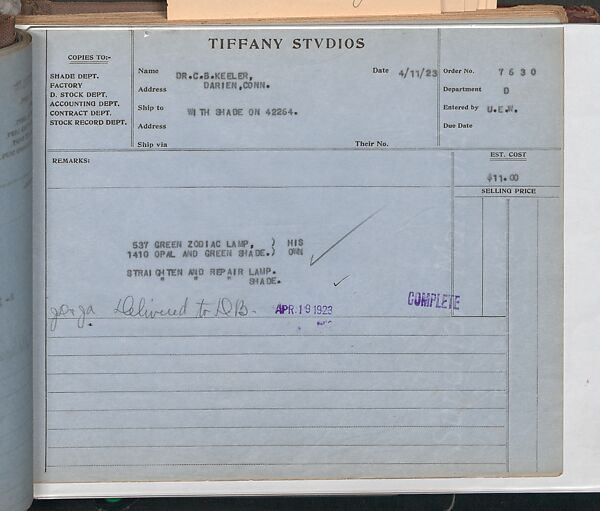 TIFFANY STVDIOS
COPIES TO:-
SHADE DEPT.
FACTORY
D. STOCK DEPT.
ACCOUNTING DEPT.
CONTRACT DEPT.
STOCK RECORD DEPT.
Name DR.C.B.KEELER,
Address DARIEN,CONN.
Ship to WITH SHADE ON 42264.
Address
Ship via
Date 4/11/23
Their No.
Order No. 7630
Department D
Entered by U.E.W.
Due Date
REMARKS:
EST. COST
$11.00
SELLING PRICE
537 GREEN ZODIAC LAMP, ) HIS
1410 OPAL AND GREEN SHADE.) OWN
STRAIGHTEN AND REPAIR LAMP.
" " " SHADE.
Delivered to DB- APR.19 1923
COMPLETE